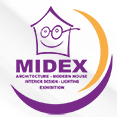 MIDEX
ARCHITECTURE - MODERN HOUSE
INTERIOR DESIGN - LIGHTING
EXHIBITION